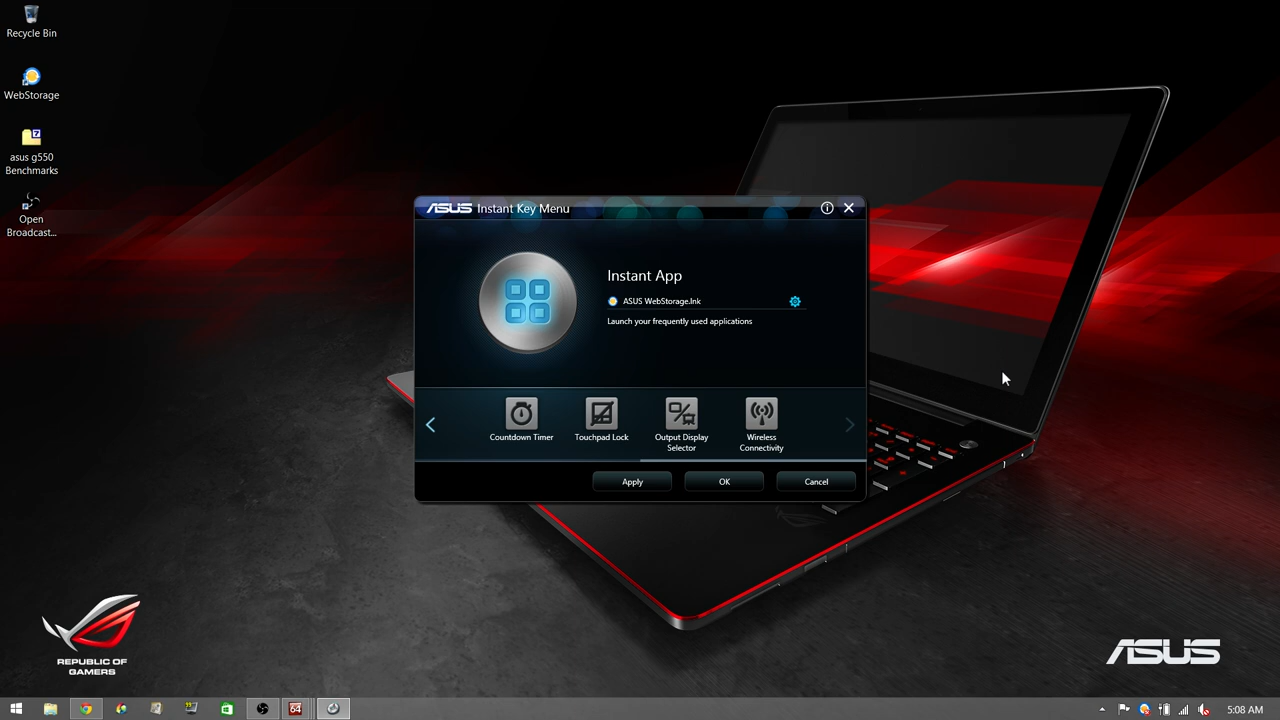 Recycle Bin
WebStorage
7
asus g550
Benchmarks
Open
Broadcast...
ASUS Instant Key Menu
Instant App
ASUS WebStorage.lnk
Launch your frequently used applications
Countdown Timer
Touchpad Lock
Output Display
Selector
Wireless
Connectivity
Apply
OK
Cancel
REPUBLIC OF
GAMERS
ASUS
64
5:08 AM